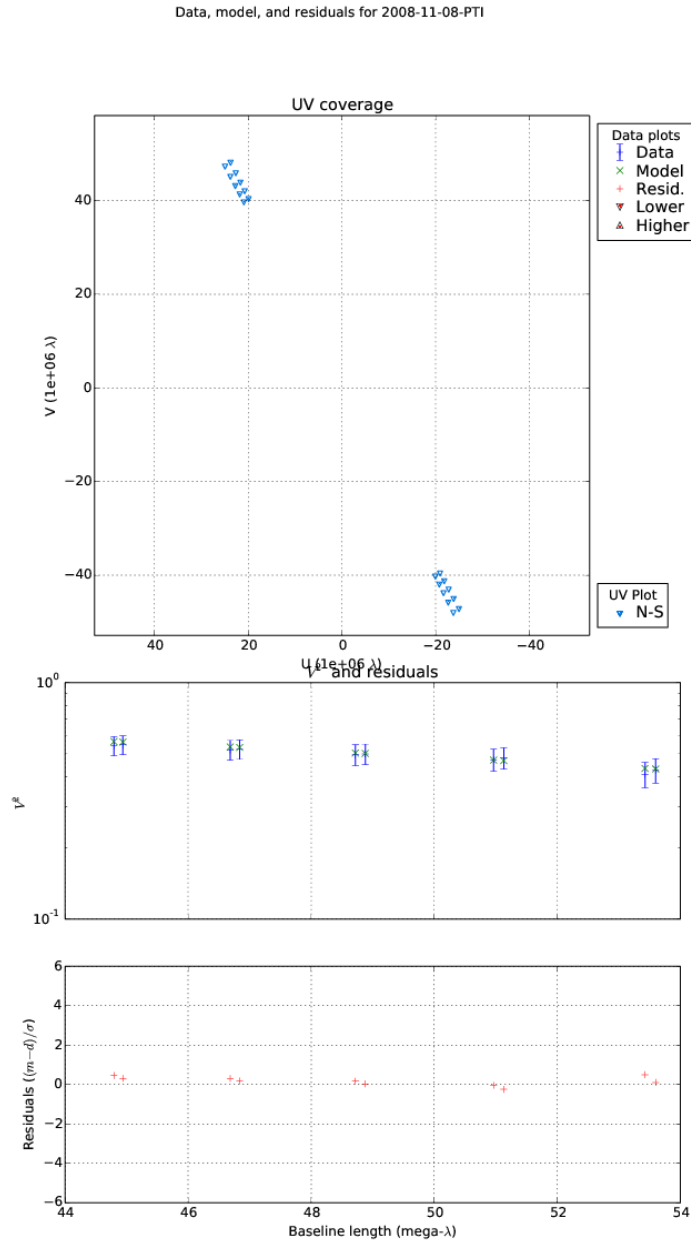 Data, model, and residuals for 2008-11-08-PTI
UV coverage
Data plots
Data
Model
Resid.
Lower
Higher
40
20
0
−20
−40
V (1e+06 λ)
40 20 0 −20 −40
U (1e+06 λ)
UV Plot
N-S
V² and residuals
10⁰
V²
10⁻¹
6
4
2
0
−2
−4
−6
Residuals ((m−d)/σ)
44 46 48 50 52 54
Baseline length (mega-λ)